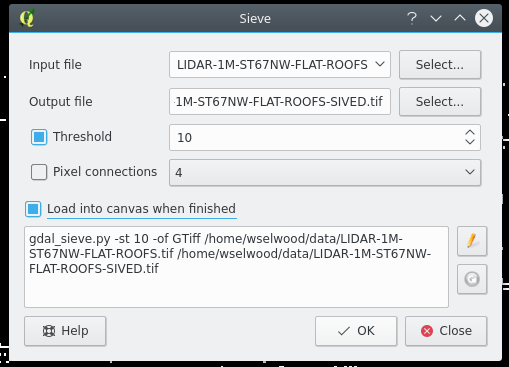 Sieve
Input file LIDAR-1M-ST67NW-FLAT-ROOFS Select...
Output file 1M-ST67NW-FLAT-ROOFS-SIVED.tif Select...
Threshold 10
Pixel connections 4
Load into canvas when finished
gdal_sieve.py -st 10 -of GTiff /home/wselwood/data/LIDAR-1M-
ST67NW-FLAT-ROOFS.tif /home/wselwood/data/LIDAR-1M-ST67NW-
FLAT-ROOFS-SIVED.tif
Help OK Close